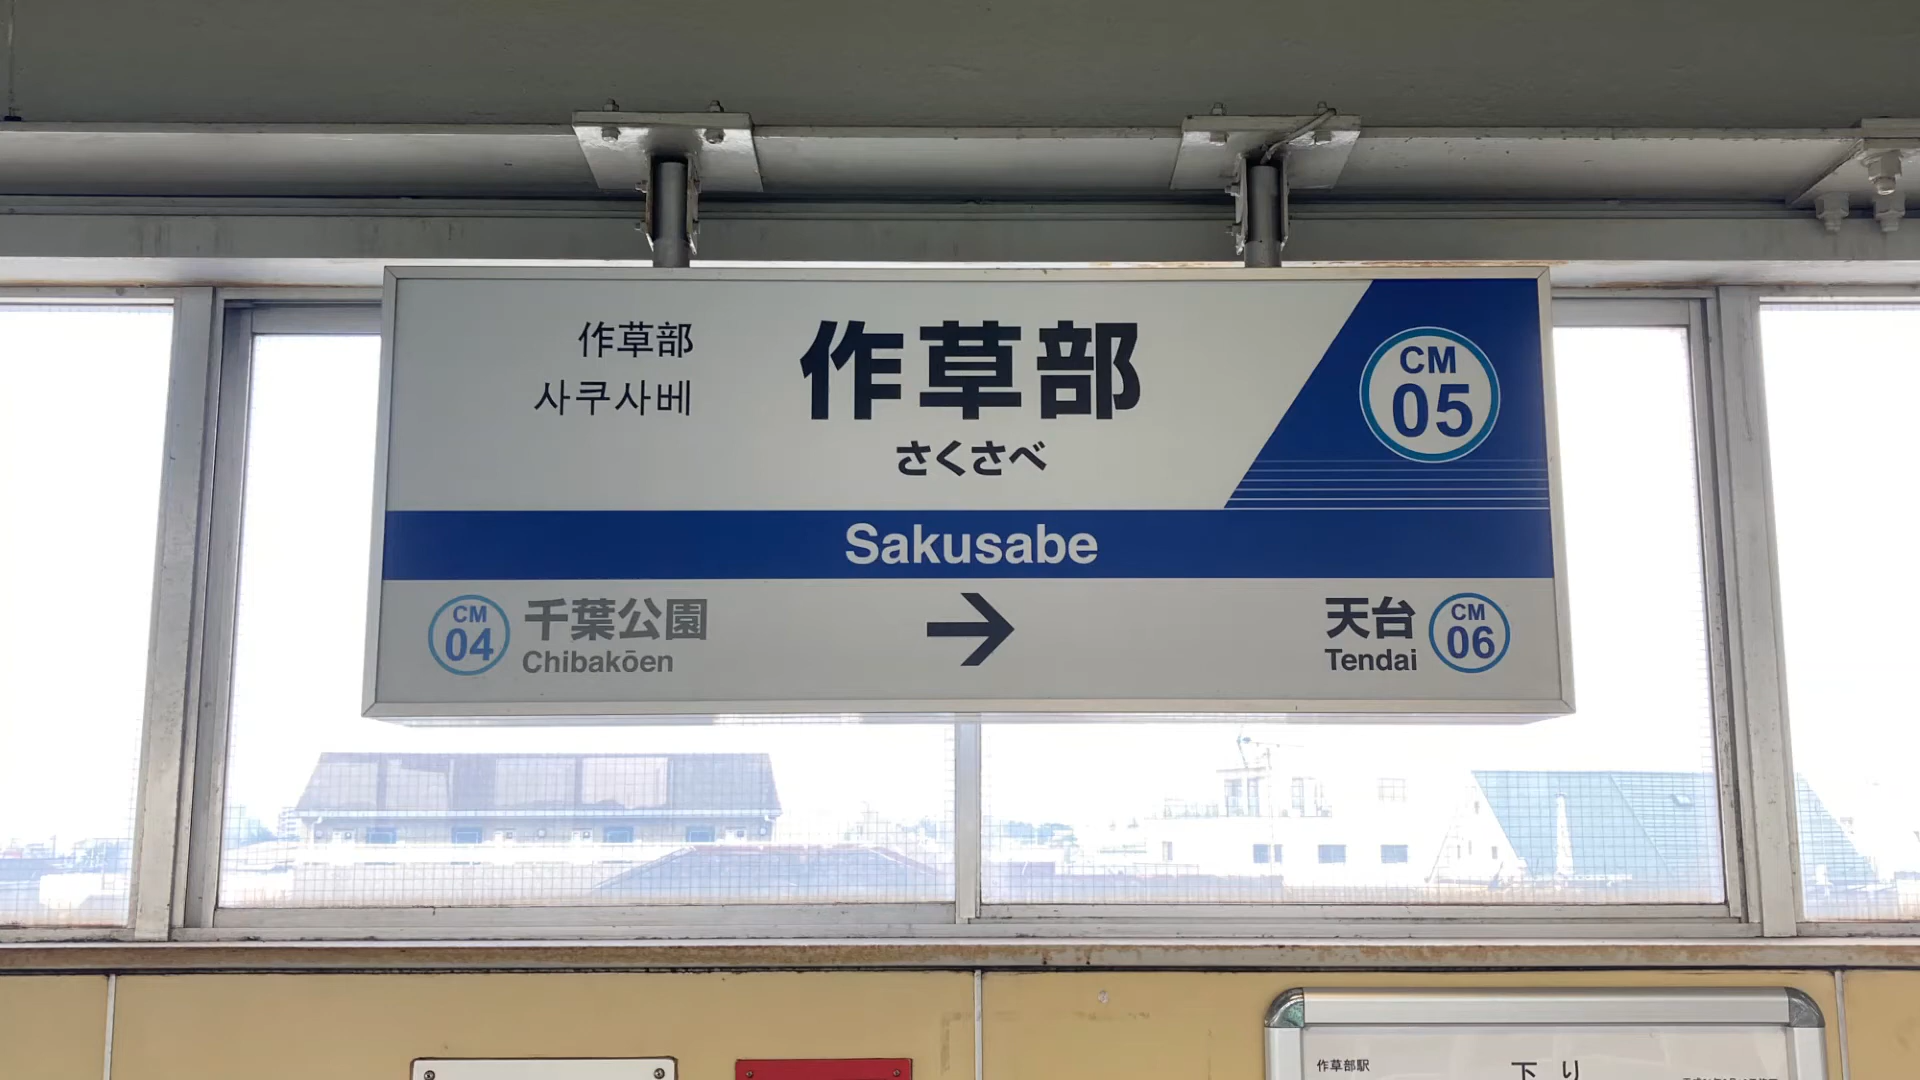 作草部
사쿠사베
作草部
さくさべ
CM
05
Sakusabe
CM
04
千葉公園
Chibakōen
→
天台
Tendai
CM
06
作草部駅
下り